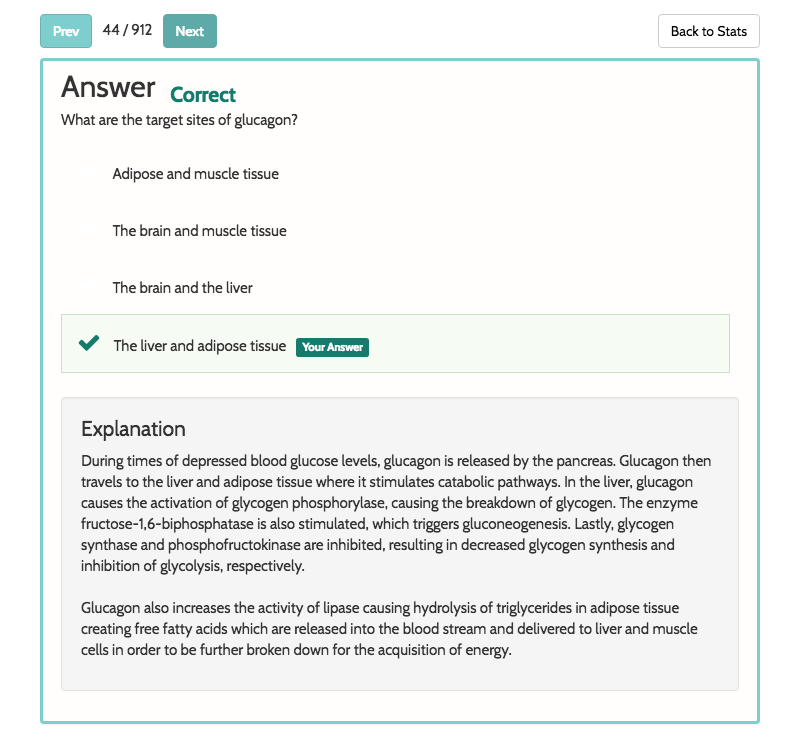 Prev 44 / 912 Next Back to Stats
Answer Correct
What are the target sites of glucagon?
Adipose and muscle tissue
The brain and muscle tissue
The brain and the liver
The liver and adipose tissue Your Answer
Explanation
During times of depressed blood glucose levels, glucagon is released by the pancreas. Glucagon then
travels to the liver and adipose tissue where it stimulates catabolic pathways. In the liver, glucagon
causes the activation of glycogen phosphorylase, causing the breakdown of glycogen. The enzyme
fructose-1,6-biphosphatase is also stimulated, which triggers gluconeogenesis. Lastly, glycogen
synthase and phosphofructokinase are inhibited, resulting in decreased glycogen synthesis and
inhibition of glycolysis, respectively.
Glucagon also increases the activity of lipase causing hydrolysis of triglycerides in adipose tissue
creating free fatty acids which are released into the blood stream and delivered to liver and muscle
cells in order to be further broken down for the acquisition of energy.